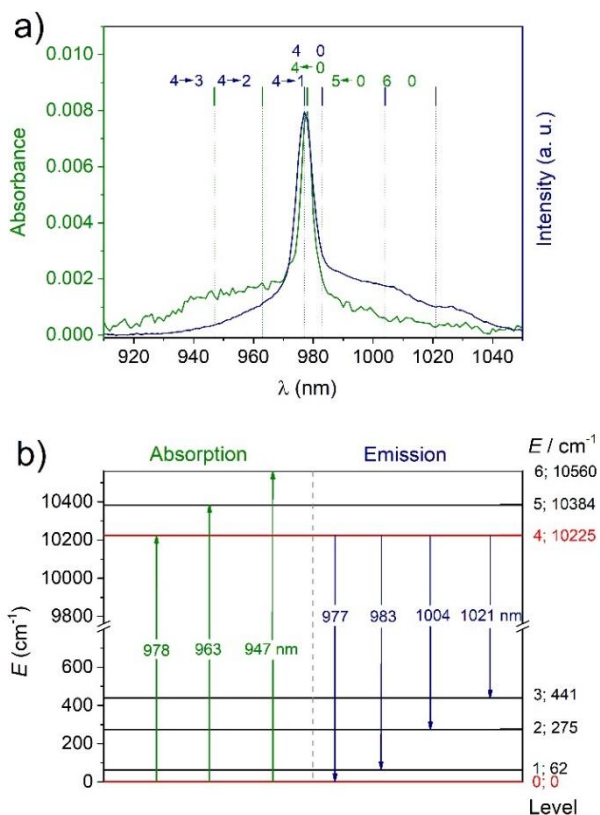 a)
4 0
4←0
4→3 4→2 4→1 5←0 6 0
0.010
0.008
0.006
0.004
0.002
0.000
Absorbance
Intensity (a. u.)
920 940 960 980 1000 1020 1040
λ (nm)
b)
Absorption Emission
E / cm⁻¹
6; 10560
5; 10384
4; 10225
10400
10200
10000
9800
600
400
200
0
E (cm⁻¹)
978 963 947 nm 977 983 1004 1021 nm
3; 441
2; 275
1; 62
0; 0
Level